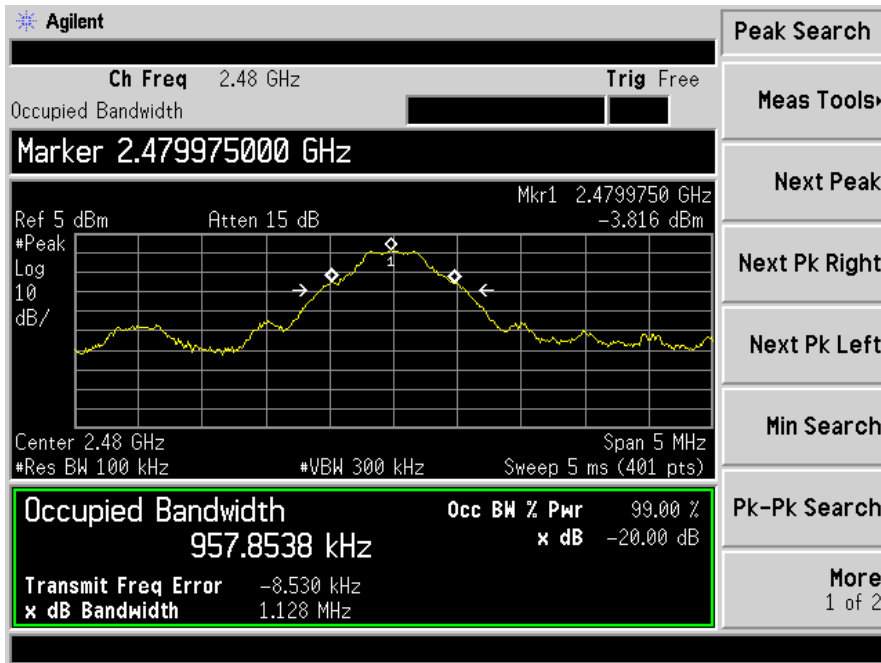 Agilent
Ch Freq 2.48 GHz Trig Free
Occupied Bandwidth
Marker 2.479975000 GHz
Mkr1 2.4799750 GHz
Ref 5 dBm Atten 15 dB -3.816 dBm
#Peak
Log
10
dB/
1
Center 2.48 GHz Span 5 MHz
#Res BW 100 kHz #VBW 300 kHz Sweep 5 ms (401 pts)
Occupied Bandwidth
957.8538 kHz
Occ BW % Pwr 99.00 %
x dB -20.00 dB
Transmit Freq Error -8.530 kHz
x dB Bandwidth 1.128 MHz
Peak Search
Meas Tools
Next Peak
Next Pk Right
Next Pk Left
Min Search
Pk-Pk Search
More
1 of 2